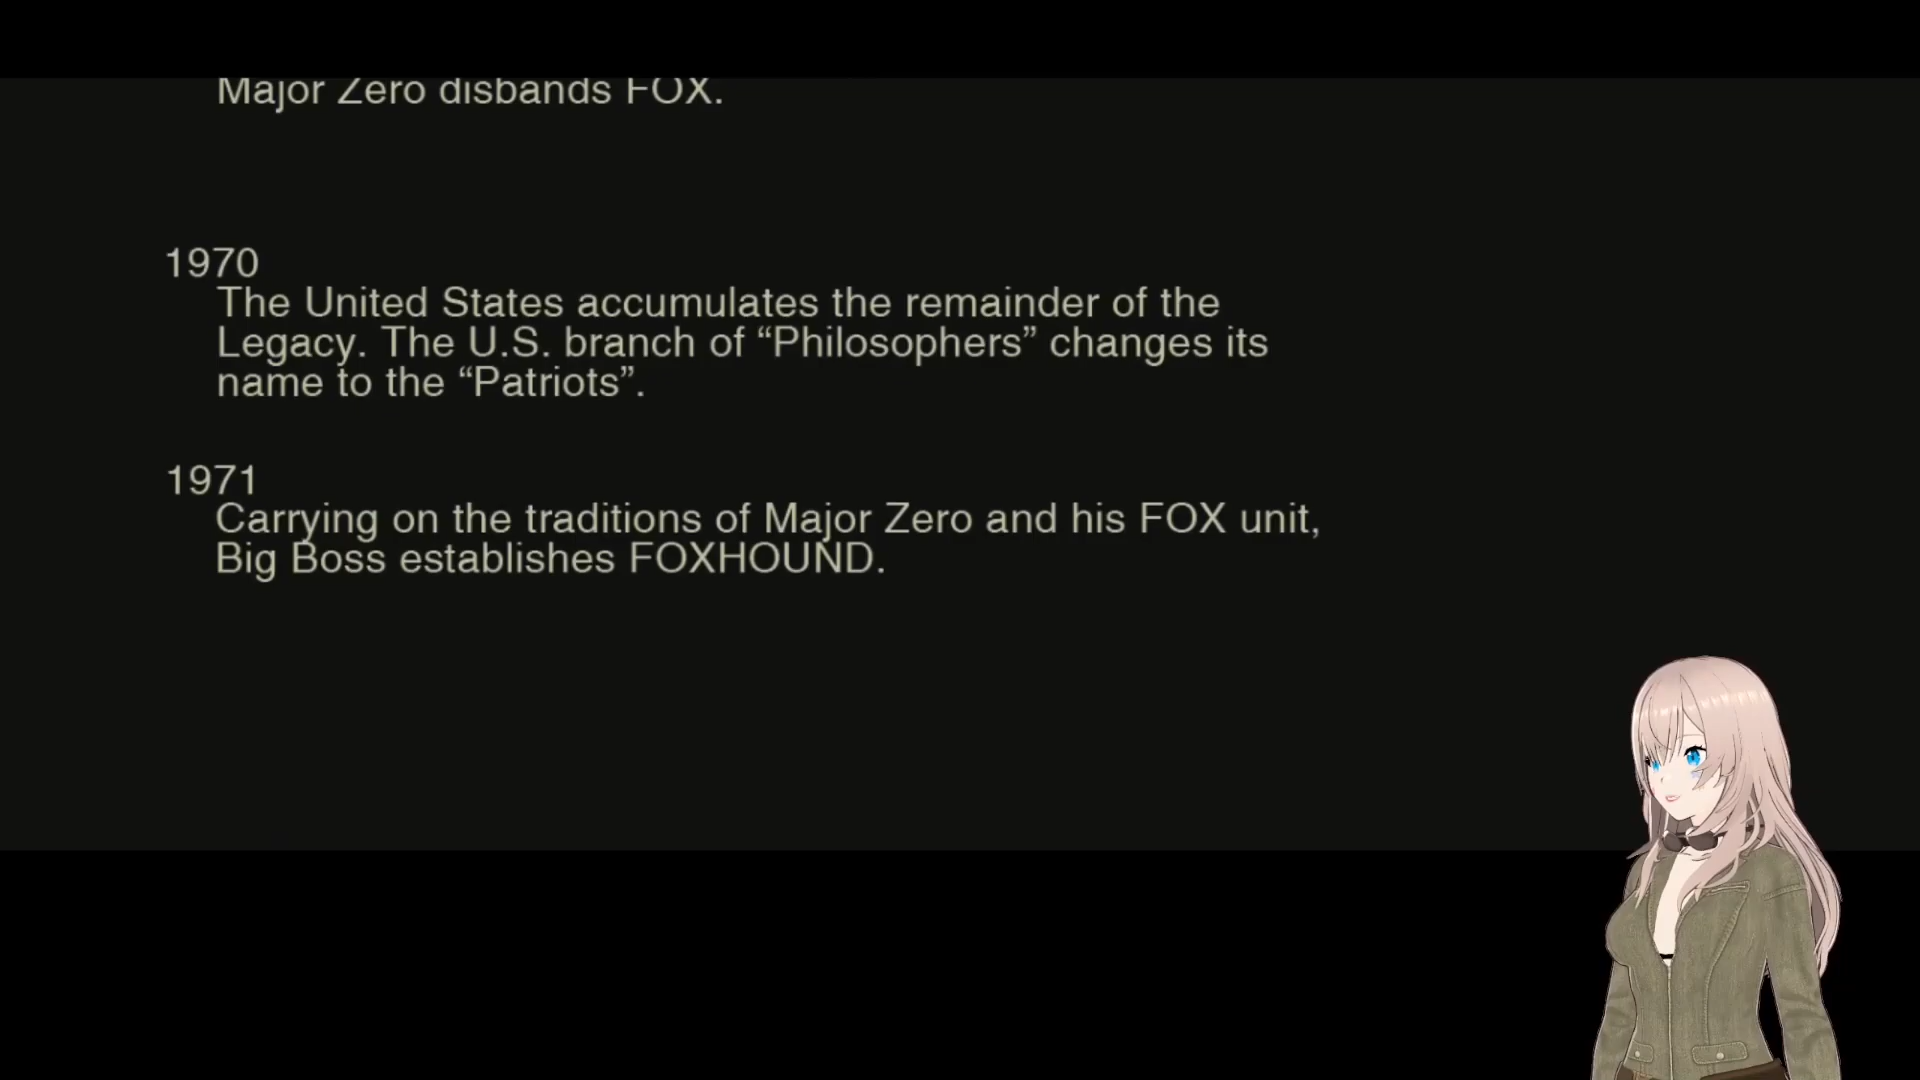 Major Zero disbands FOX.
1970
The United States accumulates the remainder of the
Legacy. The U.S. branch of “Philosophers” changes its
name to the “Patriots”.
1971
Carrying on the traditions of Major Zero and his FOX unit,
Big Boss establishes FOXHOUND.